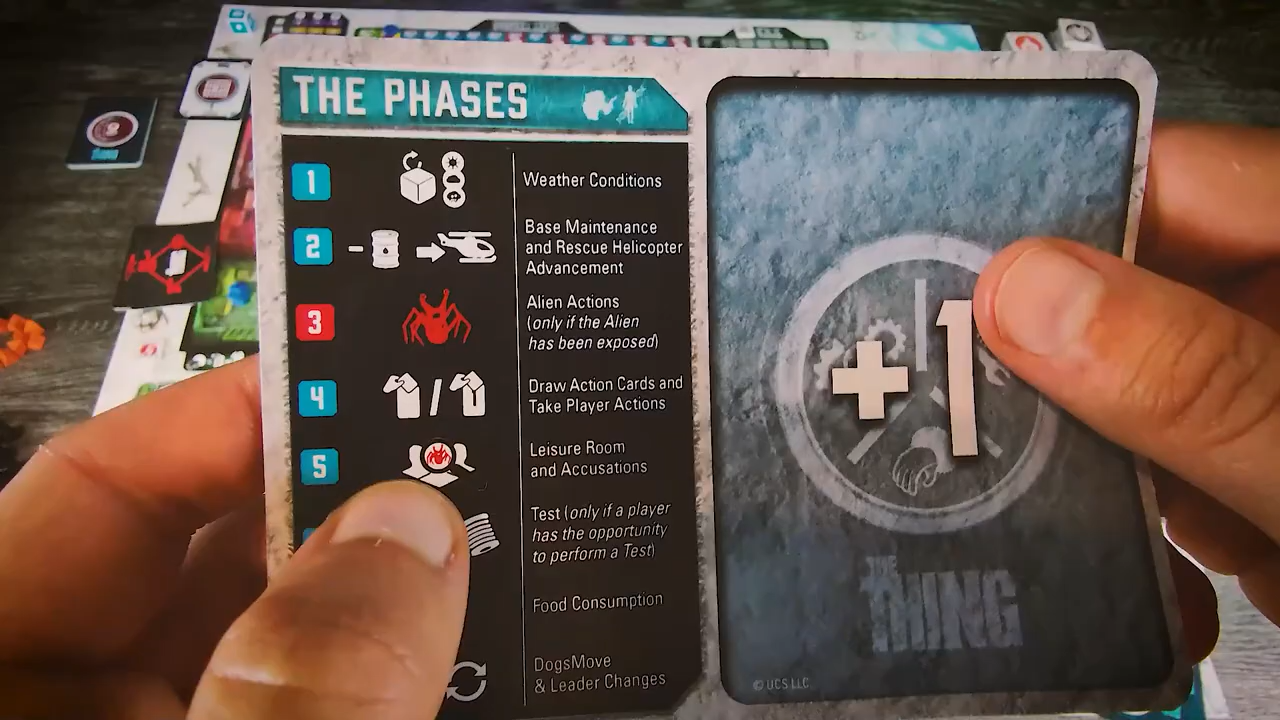 THE PHASES
1
Weather Conditions
2
Base Maintenance
and Rescue Helicopter
Advancement
3
Alien Actions
(only if the Alien
has been exposed)
4
Draw Action Cards and
Take Player Actions
5
Leisure Room
and Accusations
Test (only if a player
has the opportunity
to perform a Test)
Food Consumption
DogsMove
& Leader Changes
+1
THE
THING
© UCS LLC